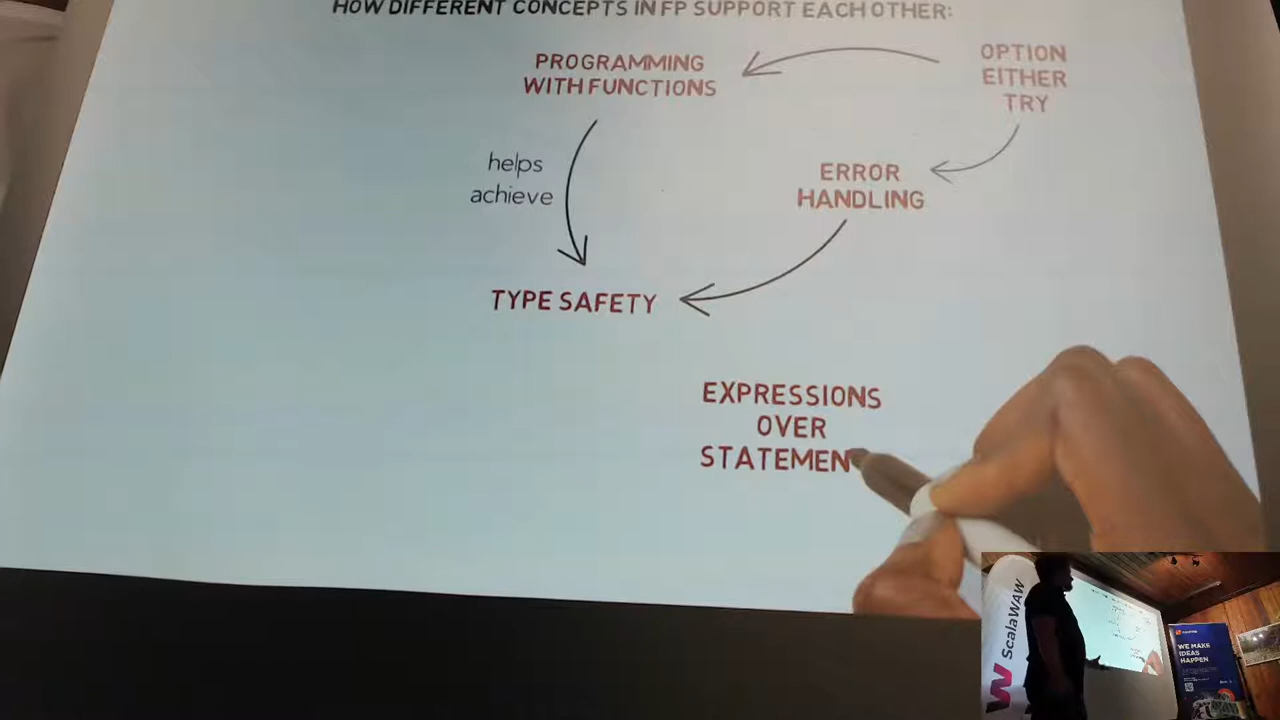 HOW DIFFERENT CONCEPTS IN FP SUPPORT EACH OTHER:
PROGRAMMING
WITH FUNCTIONS
OPTION
EITHER
TRY
helps
achieve
ERROR
HANDLING
TYPE SAFETY
EXPRESSIONS
OVER
STATEMEN
ScalaWAW
WE MAKE
IDEAS
HAPPEN